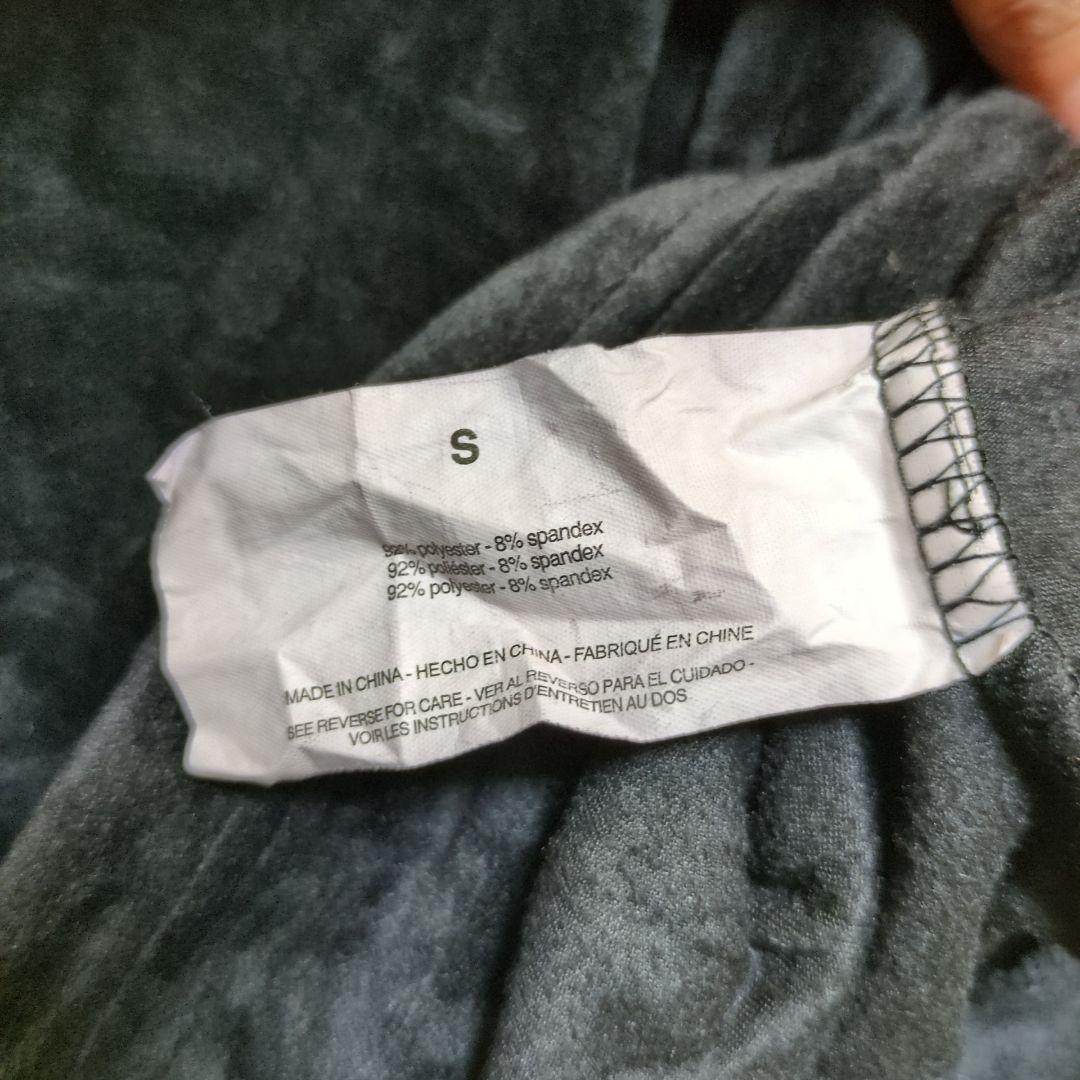 S
92% polyester - 8% spandex
92% poliéster - 8% spandex
92% polyester - 8% spandex
MADE IN CHINA - HECHO EN CHINA - FABRIQUÉ EN CHINE
SEE REVERSE FOR CARE - VER AL REVERSO PARA EL CUIDADO -
VOIR LES INSTRUCTIONS D'ENTRETIEN AU DOS